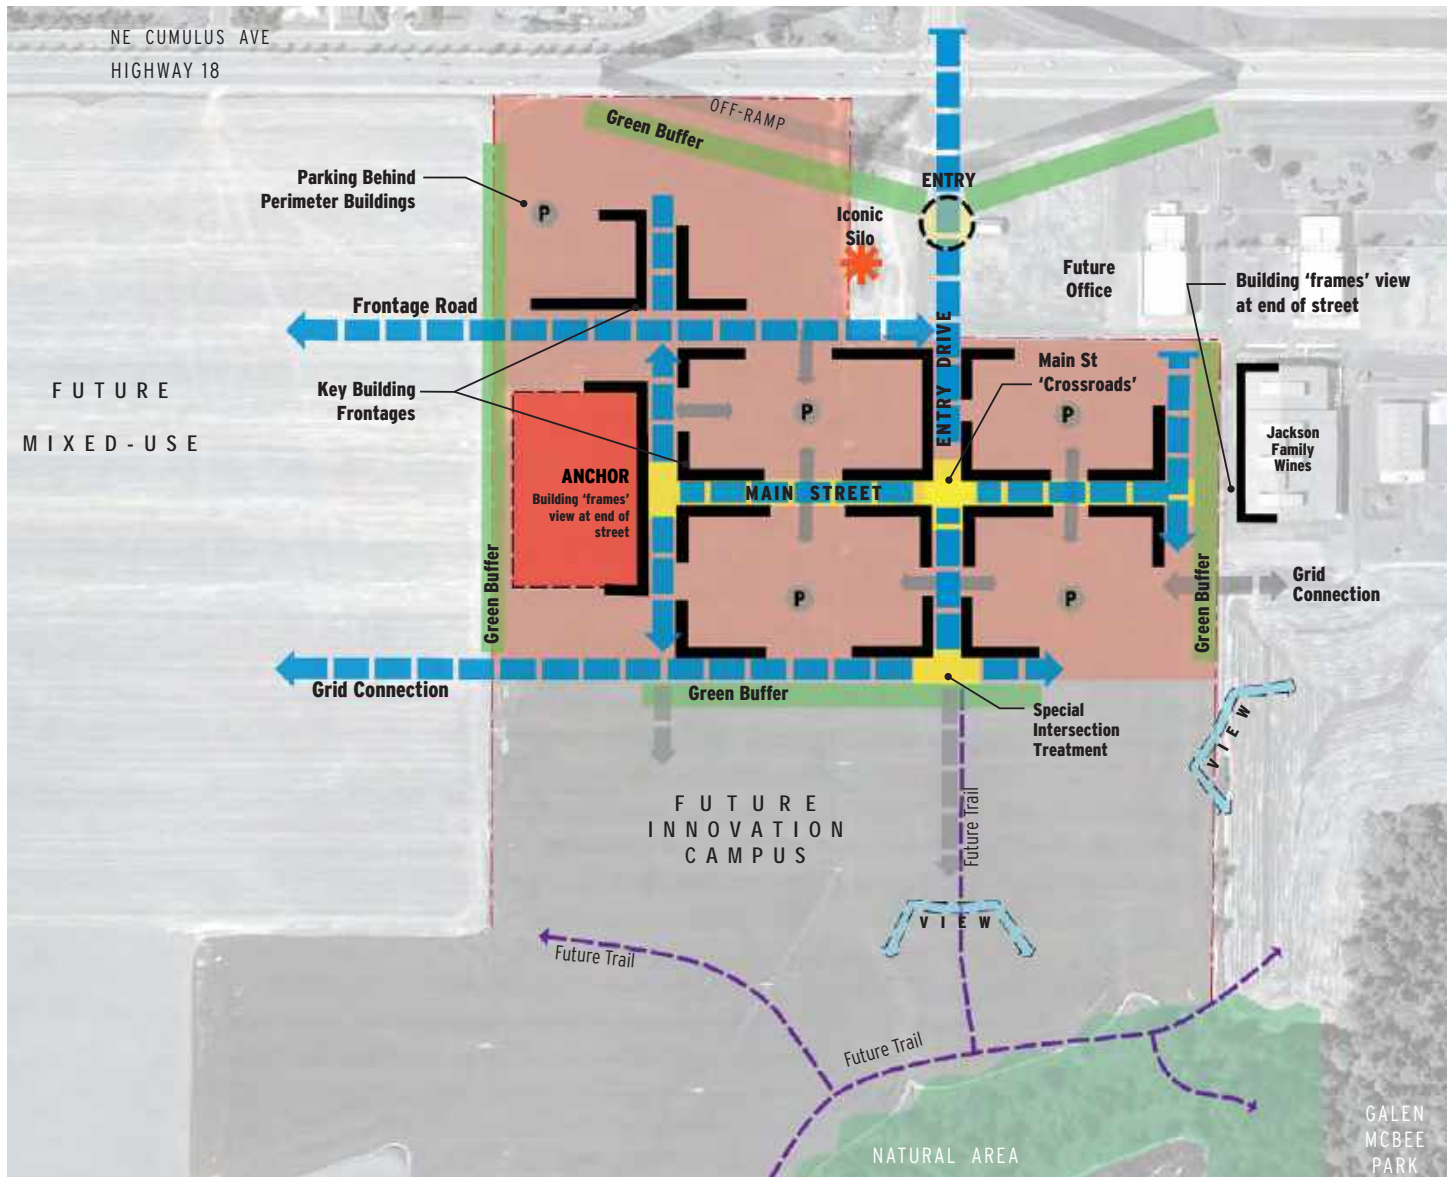 NE CUMULUS AVE
HIGHWAY 18
OFF-RAMP
Green Buffer
ENTRY
Parking Behind
Perimeter Buildings
P
Iconic
Silo
Future
Office
Building ‘frames’ view
at end of street
Frontage Road
ENTRY DRIVE
Main St
‘Crossroads’
FUTURE
MIXED-USE
Key Building
Frontages
P
P
Jackson
Family
Wines
ANCHOR
Building ‘frames’
view at end of
street
MAIN STREET
Green Buffer
P
P
Green Buffer
Grid
Connection
Grid Connection
Green Buffer
Special
Intersection
Treatment
VIEW
FUTURE
INNOVATION
CAMPUS
Future Trail
VIEW
Future Trail
Future Trail
NATURAL AREA
GALEN
MCBEE
PARK